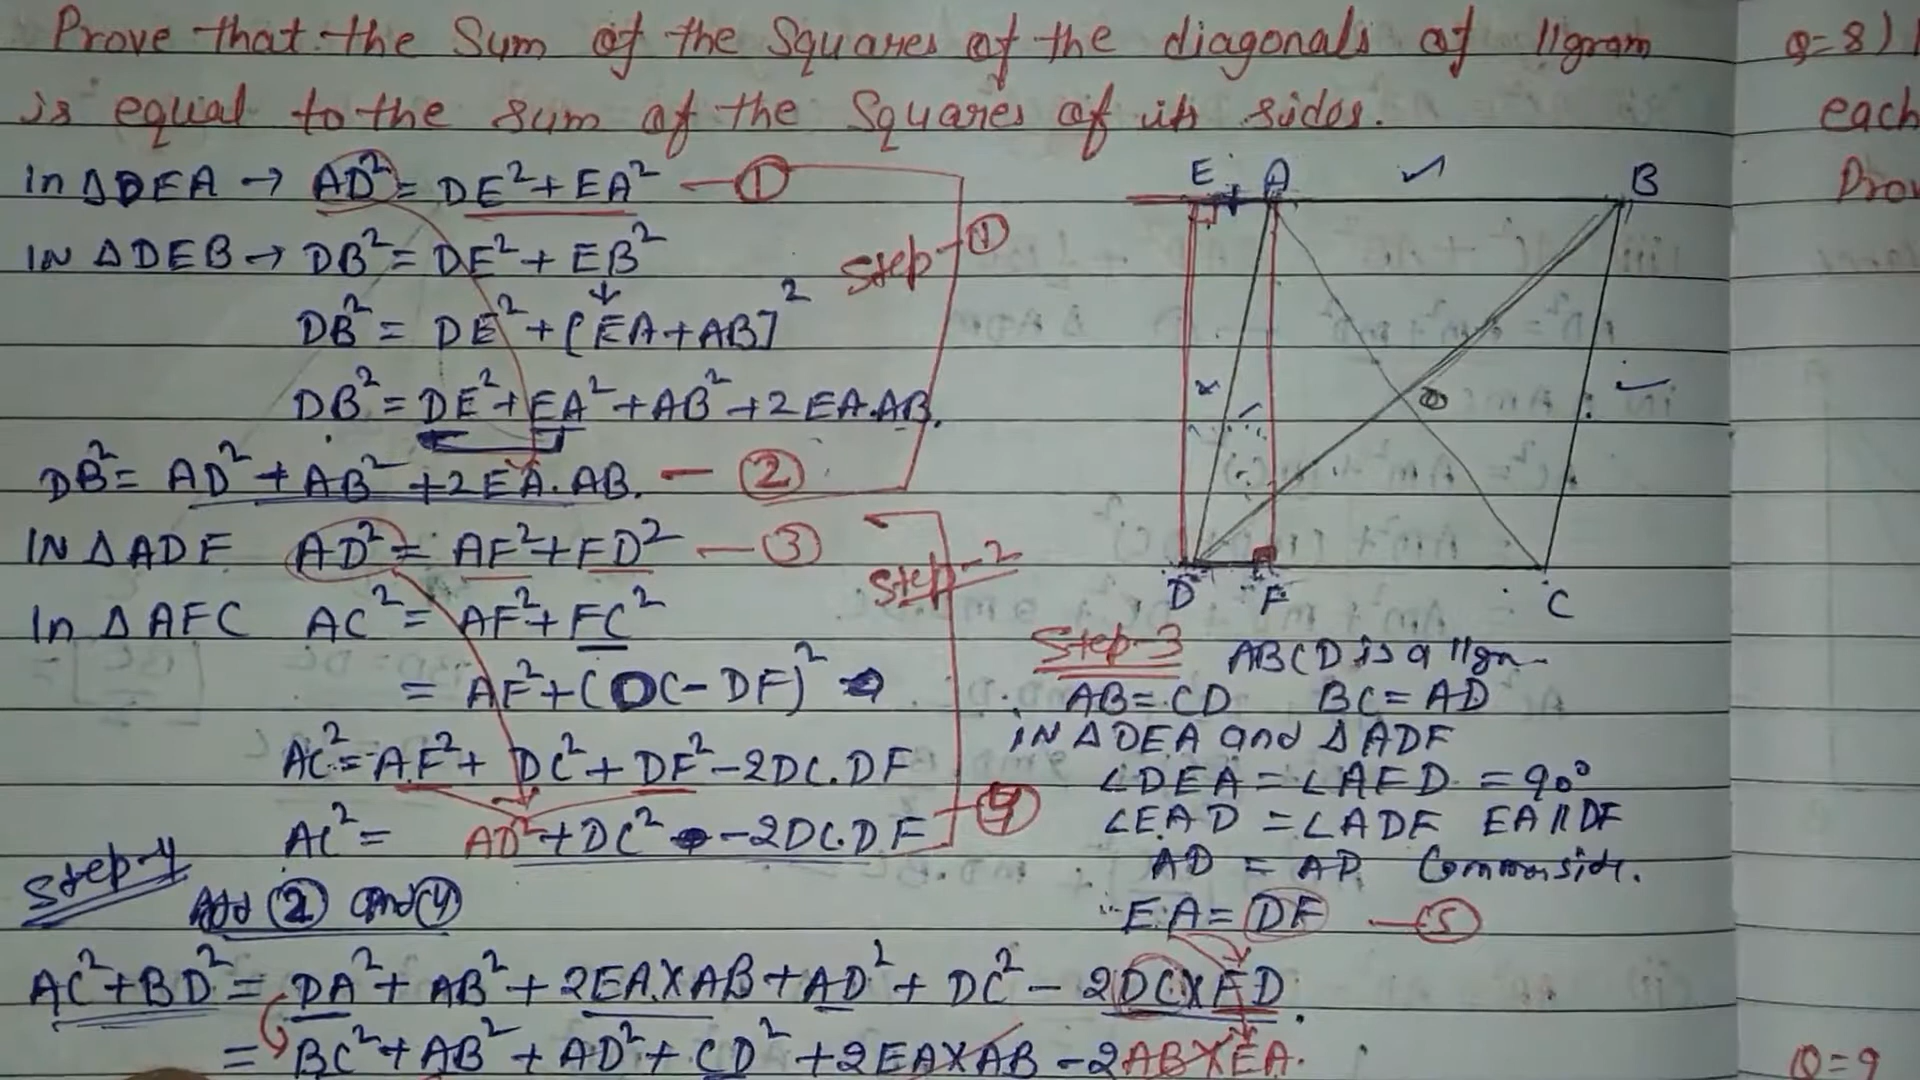 Prove that the Sum of the Squares of the diagonals of llgram
is equal to the sum of the Squares of its sides.
In ΔDEA → AD² = DE² + EA² — ①
IN ΔDEB → DB² = DE² + EB²
DB² = DE² + [EA + AB]²
DB² = DE² + EA² + AB² + 2EA.AB.
DB² = AD² + AB² + 2EA.AB. — ②
Step - ①
IN ΔADF AD² = AF² + FD² — ③
In ΔAFC AC² = AF² + FC²
= AF² + (DC - DF)²
AC² = AF² + DC² + DF² - 2DC.DF
AC² = AD² + DC² - 2DC.DF — ④
Step-2
E A B
D F C
Step-3 ABCD is a llgm
AB = CD BC = AD
IN ΔDEA and ΔADF
∠DEA = ∠AFD = 90°
∠EAD = ∠ADF EA ll DF
AD = AD Common side.
∴ EA = DF — ⑤
Step-4
Add ② and ④
AC² + BD² = DA² + AB² + 2EA×AB + AD² + DC² - 2DC×FD.
= BC² + AB² + AD² + CD² + 2EA×AB - 2AB×EA.
Q=8)
each
Q=9